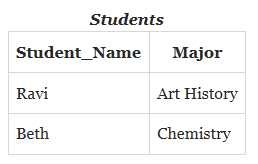 Students
Student_Name Major
Ravi Art History
Beth Chemistry